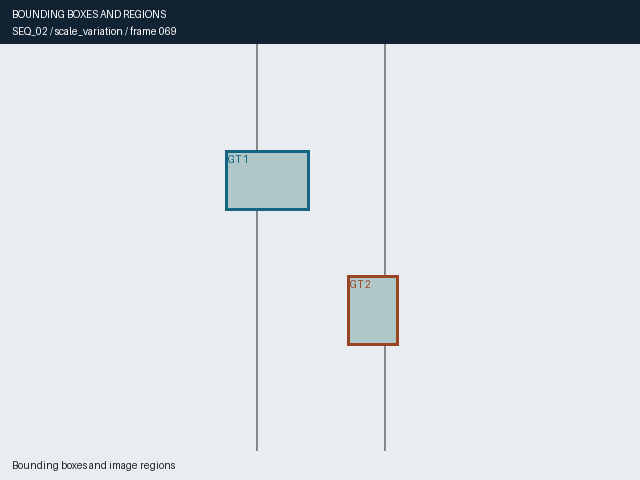 BOUNDING BOXES AND REGIONS
SEQ_02 / scale_variation / frame 069
GT1
GT2
Bounding boxes and image regions